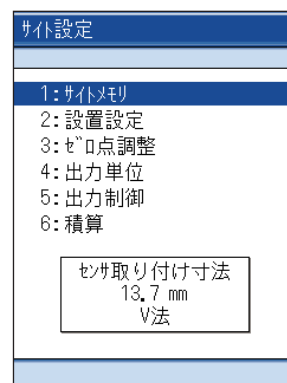 ｻｲﾄ設定
1:ｻｲﾄﾒﾓﾘ
2:設置設定
3:ｾﾞﾛ点調整
4:出力単位
5:出力制御
6:積算
ｾﾝｻ取り付け寸法
13.7 mm
V法